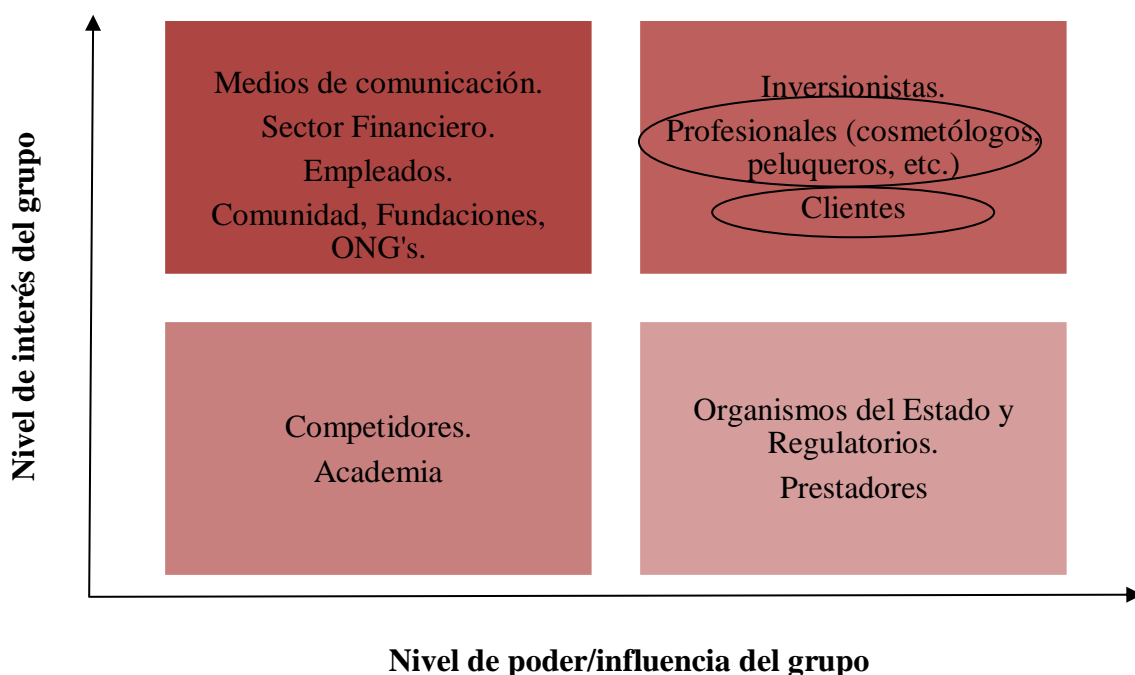 Nivel de interés del grupo
Medios de comunicación.
Sector Financiero.
Empleados.
Comunidad, Fundaciones,
ONG's.
Inversionistas.
Profesionales (cosmetólogos,
peluqueros, etc.)
Clientes
Competidores.
Academia
Organismos del Estado y
Regulatorios.
Prestadores
Nivel de poder/influencia del grupo